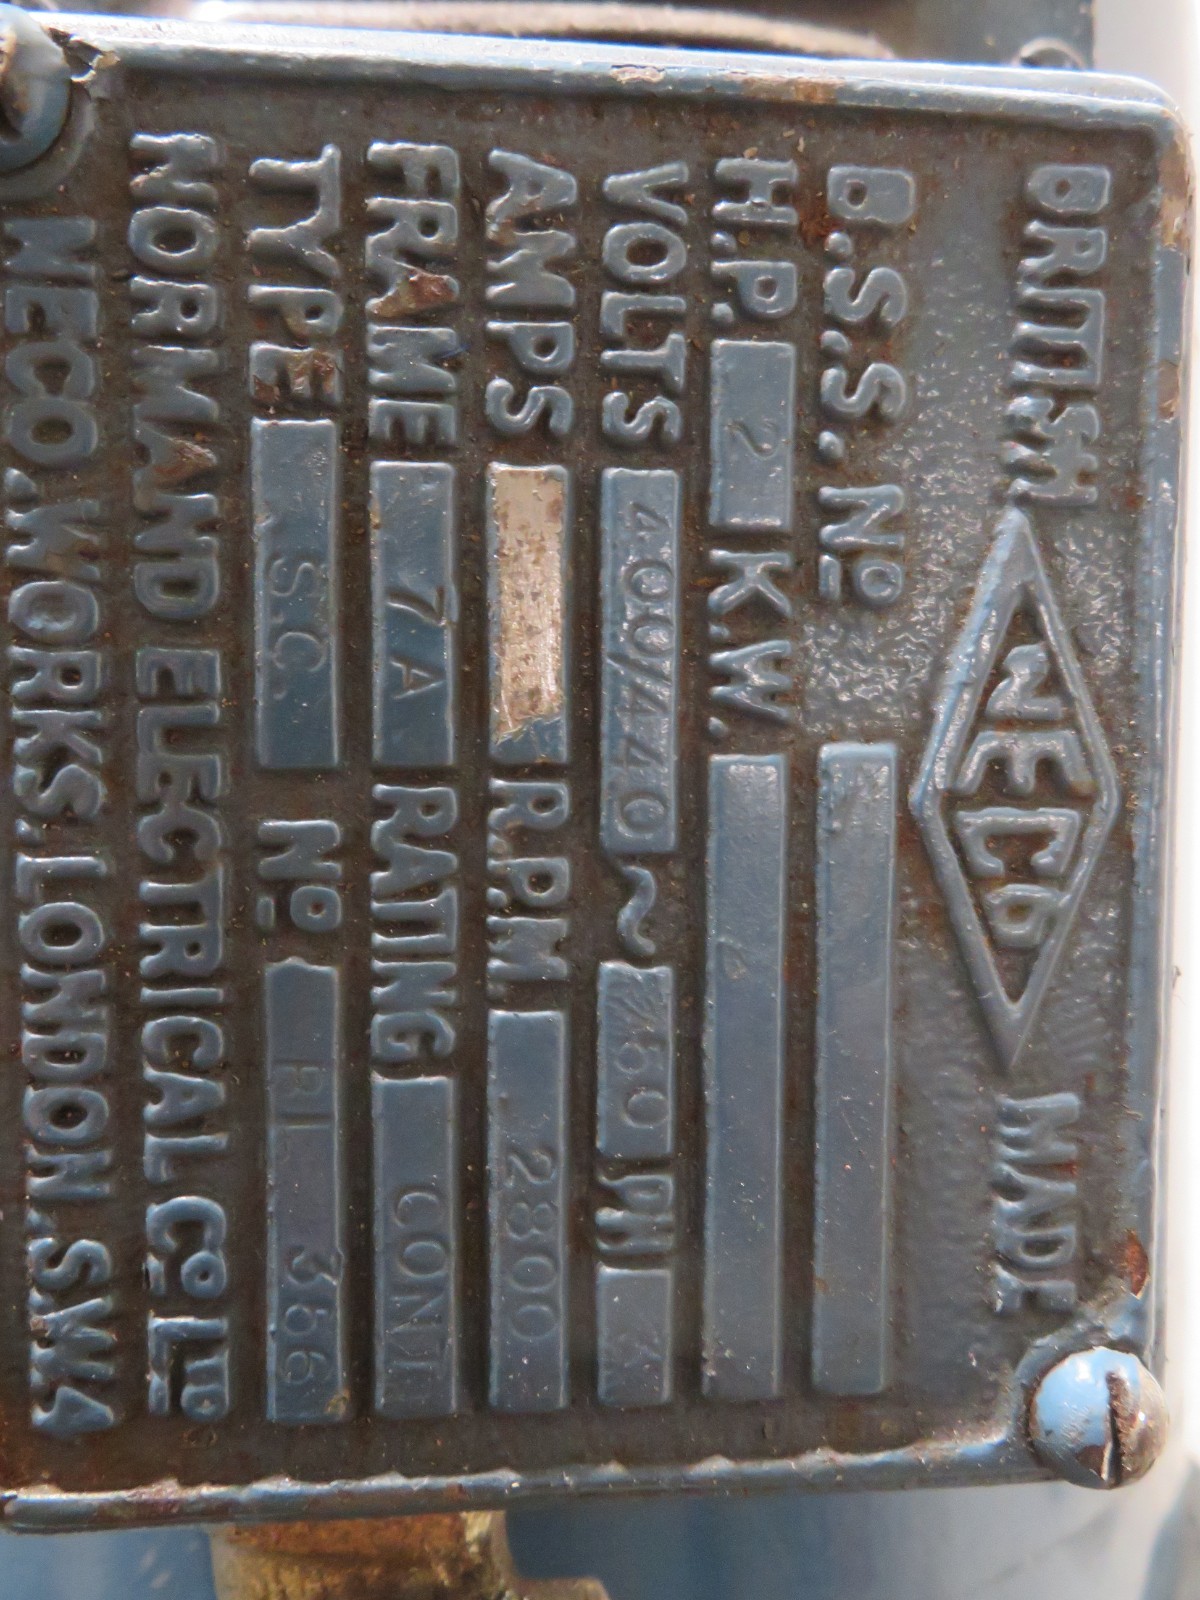 BRITISH NECO MADE
B.S.S. Nº
H.P. 2 K.W.
VOLTS 400/440 ~ 50 PH
AMPS R.P.M. 2800
FRAME 7A RATING CONT
TYPE S.C. Nº 356
NORMAND ELECTRICAL Cº LTD
NECO.WORKS.LONDON.S.W.4